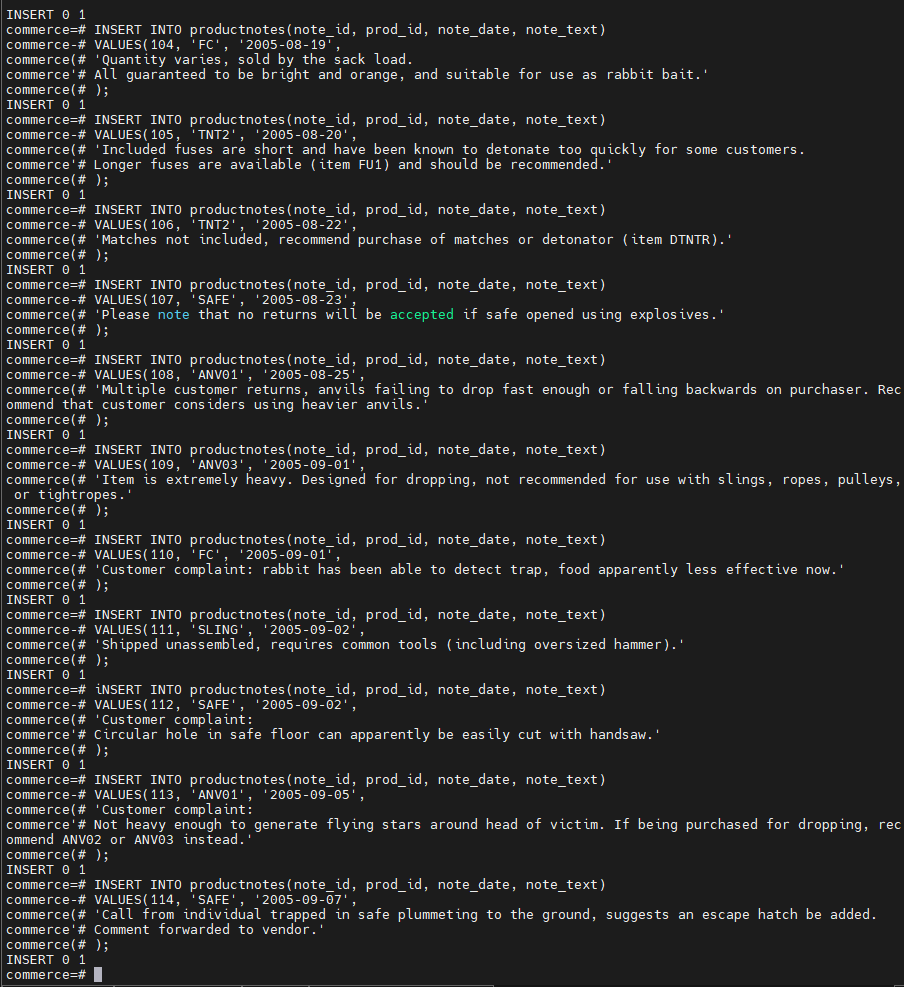 INSERT 0 1
commerce=# INSERT INTO productnotes(note_id, prod_id, note_date, note_text)
commerce-# VALUES(104, 'FC', '2005-08-19',
commerce(# 'Quantity varies, sold by the sack load.
commerce'# All guaranteed to be bright and orange, and suitable for use as rabbit bait.'
commerce(# );
INSERT 0 1
commerce=# INSERT INTO productnotes(note_id, prod_id, note_date, note_text)
commerce-# VALUES(105, 'TNT2', '2005-08-20',
commerce(# 'Included fuses are short and have been known to detonate too quickly for some customers.
commerce'# Longer fuses are available (item FU1) and should be recommended.'
commerce(# );
INSERT 0 1
commerce=# INSERT INTO productnotes(note_id, prod_id, note_date, note_text)
commerce-# VALUES(106, 'TNT2', '2005-08-22',
commerce(# 'Matches not included, recommend purchase of matches or detonator (item DTNTR).'
commerce(# );
INSERT 0 1
commerce=# INSERT INTO productnotes(note_id, prod_id, note_date, note_text)
commerce-# VALUES(107, 'SAFE', '2005-08-23',
commerce(# 'Please note that no returns will be accepted if safe opened using explosives.'
commerce(# );
INSERT 0 1
commerce=# INSERT INTO productnotes(note_id, prod_id, note_date, note_text)
commerce-# VALUES(108, 'ANV01', '2005-08-25',
commerce(# 'Multiple customer returns, anvils failing to drop fast enough or falling backwards on purchaser. Rec
ommend that customer considers using heavier anvils.'
commerce(# );
INSERT 0 1
commerce=# INSERT INTO productnotes(note_id, prod_id, note_date, note_text)
commerce-# VALUES(109, 'ANV03', '2005-09-01',
commerce(# 'Item is extremely heavy. Designed for dropping, not recommended for use with slings, ropes, pulleys,
 or tightropes.'
commerce(# );
INSERT 0 1
commerce=# INSERT INTO productnotes(note_id, prod_id, note_date, note_text)
commerce-# VALUES(110, 'FC', '2005-09-01',
commerce(# 'Customer complaint: rabbit has been able to detect trap, food apparently less effective now.'
commerce(# );
INSERT 0 1
commerce=# INSERT INTO productnotes(note_id, prod_id, note_date, note_text)
commerce-# VALUES(111, 'SLING', '2005-09-02',
commerce(# 'Shipped unassembled, requires common tools (including oversized hammer).'
commerce(# );
INSERT 0 1
commerce=# iNSERT INTO productnotes(note_id, prod_id, note_date, note_text)
commerce-# VALUES(112, 'SAFE', '2005-09-02',
commerce(# 'Customer complaint:
commerce'# Circular hole in safe floor can apparently be easily cut with handsaw.'
commerce(# );
INSERT 0 1
commerce=# INSERT INTO productnotes(note_id, prod_id, note_date, note_text)
commerce-# VALUES(113, 'ANV01', '2005-09-05',
commerce(# 'Customer complaint:
commerce'# Not heavy enough to generate flying stars around head of victim. If being purchased for dropping, rec
ommend ANV02 or ANV03 instead.'
commerce(# );
INSERT 0 1
commerce=# INSERT INTO productnotes(note_id, prod_id, note_date, note_text)
commerce-# VALUES(114, 'SAFE', '2005-09-07',
commerce(# 'Call from individual trapped in safe plummeting to the ground, suggests an escape hatch be added.
commerce'# Comment forwarded to vendor.'
commerce(# );
INSERT 0 1
commerce=#